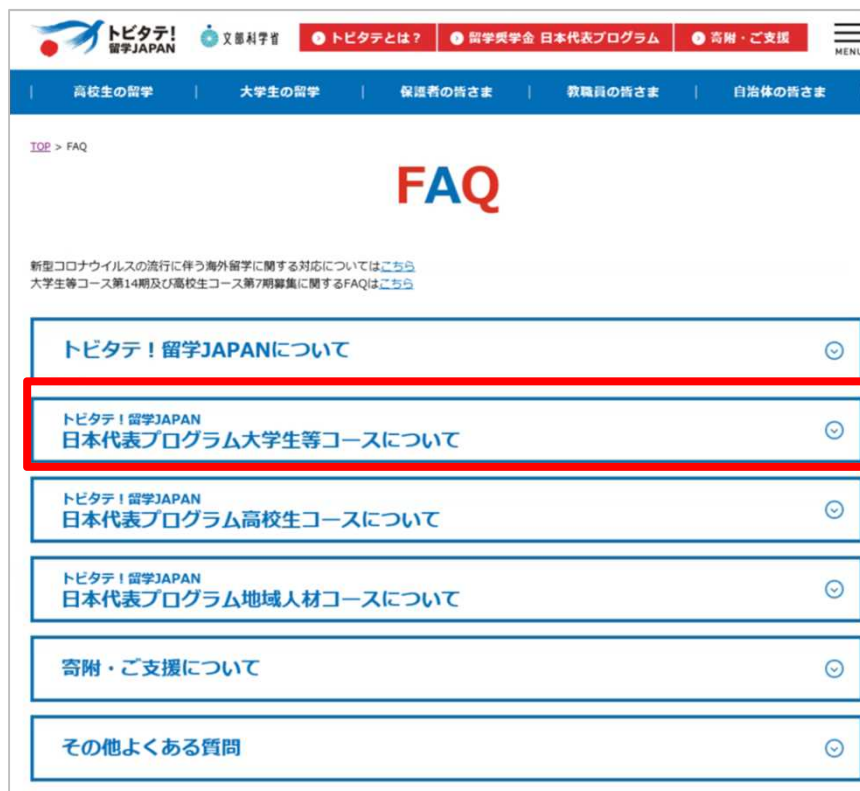 トビタテ!
留学JAPAN
文部科学省
トビタテとは?
留学奨学金 日本代表プログラム
寄附・ご支援
MENU
高校生の留学
大学生の留学
保護者の皆さま
教職員の皆さま
自治体の皆さま
TOP > FAQ
FAQ
新型コロナウイルスの流行に伴う海外留学に関する対応についてはこちら
大学生等コース第14期及び高校生コース第7期募集に関するFAQはこちら
トビタテ!留学JAPANについて
トビタテ!留学JAPAN
日本代表プログラム大学生等コースについて
トビタテ!留学JAPAN
日本代表プログラム高校生コースについて
トビタテ!留学JAPAN
日本代表プログラム地域人材コースについて
寄附・ご支援について
その他よくある質問